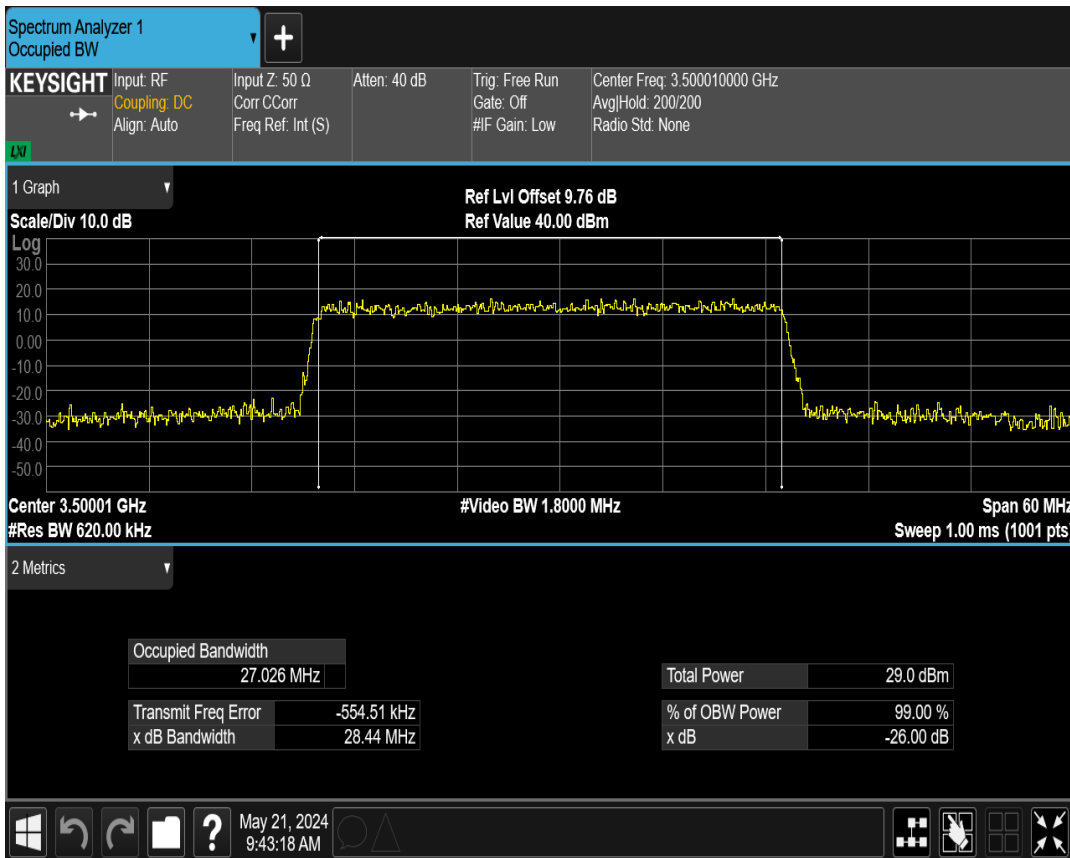 Spectrum Analyzer 1
Occupied BW
+
KEYSIGHT
LXI
Input: RF
Coupling: DC
Align: Auto
Input Z: 50 Ω
Corr CCorr
Freq Ref: Int (S)
Atten: 40 dB
Trig: Free Run
Gate: Off
#IF Gain: Low
Center Freq: 3.500010000 GHz
Avg|Hold: 200/200
Radio Std: None
1 Graph
Ref Lvl Offset 9.76 dB
Scale/Div 10.0 dB
Ref Value 40.00 dBm
Log
30.0
20.0
10.0
0.00
-10.0
-20.0
-30.0
-40.0
-50.0
Center 3.50001 GHz
#Video BW 1.8000 MHz
Span 60 MHz
#Res BW 620.00 kHz
Sweep 1.00 ms (1001 pts)
2 Metrics
Occupied Bandwidth
27.026 MHz
Total Power 29.0 dBm
Transmit Freq Error -554.51 kHz
% of OBW Power 99.00 %
x dB Bandwidth 28.44 MHz
x dB -26.00 dB
?
May 21, 2024
9:43:18 AM